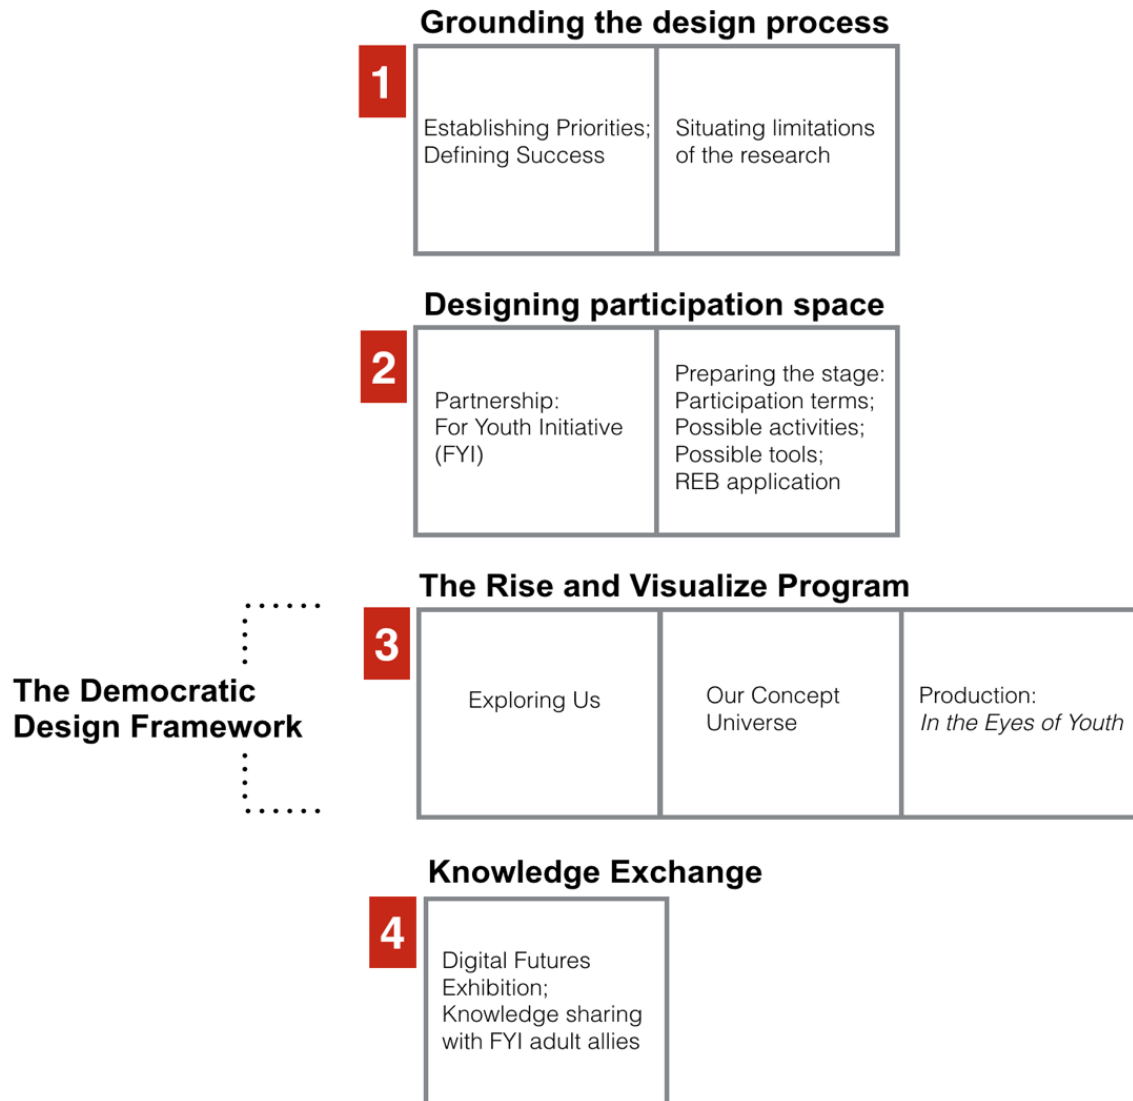 Grounding the design process
1
Establishing Priorities;
Defining Success
Situating limitations
of the research
Designing participation space
2
Partnership:
For Youth Initiative
(FYI)
Preparing the stage:
Participation terms;
Possible activities;
Possible tools;
REB application
The Rise and Visualize Program
The Democratic
Design Framework
3
Exploring Us
Our Concept
Universe
Production:
In the Eyes of Youth
Knowledge Exchange
4
Digital Futures
Exhibition;
Knowledge sharing
with FYI adult allies